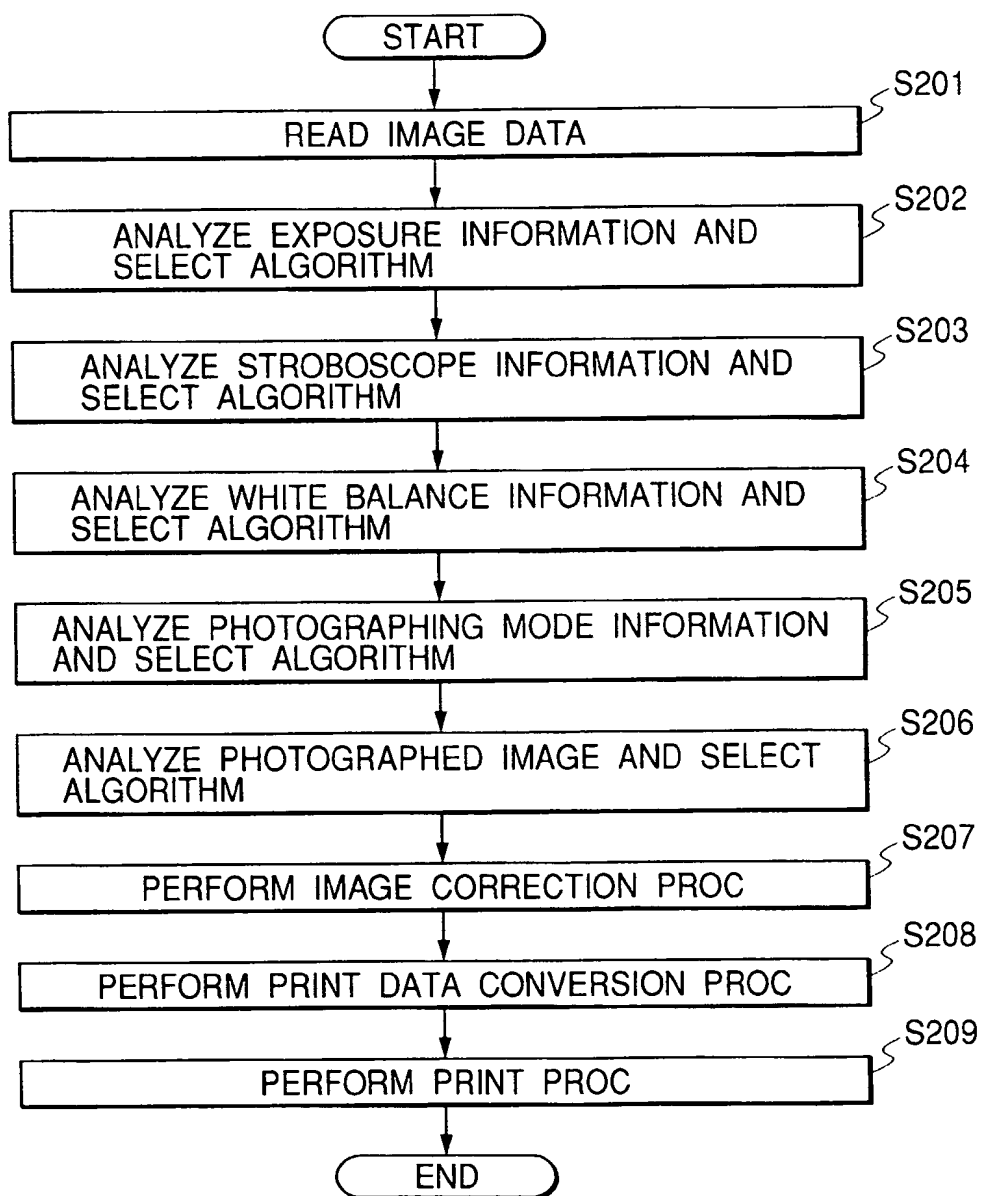 START
S201
READ IMAGE DATA
S202
ANALYZE EXPOSURE INFORMATION AND
SELECT ALGORITHM
S203
ANALYZE STROBOSCOPE INFORMATION AND
SELECT ALGORITHM
S204
ANALYZE WHITE BALANCE INFORMATION AND
SELECT ALGORITHM
S205
ANALYZE PHOTOGRAPHING MODE INFORMATION
AND SELECT ALGORITHM
S206
ANALYZE PHOTOGRAPHED IMAGE AND SELECT
ALGORITHM
S207
PERFORM IMAGE CORRECTION PROC
S208
PERFORM PRINT DATA CONVERSION PROC
S209
PERFORM PRINT PROC
END